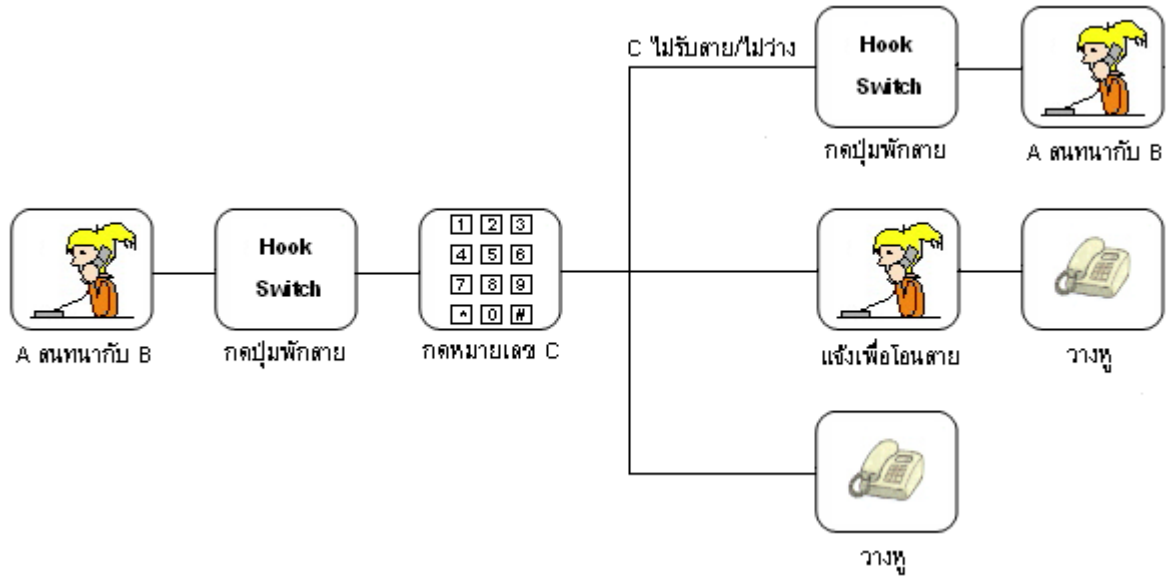 C ไม่รับสาย/ไม่ว่าง
Hook
Switch
กดปุ่มพักสาย
A สนทนากับ B
1 2 3
4 5 6
7 8 9
* 0 #
Hook
Switch
A สนทนากับ B
กดปุ่มพักสาย
กดหมายเลข C
แจ้งเพื่อโอนสาย
วางหู
วางหู